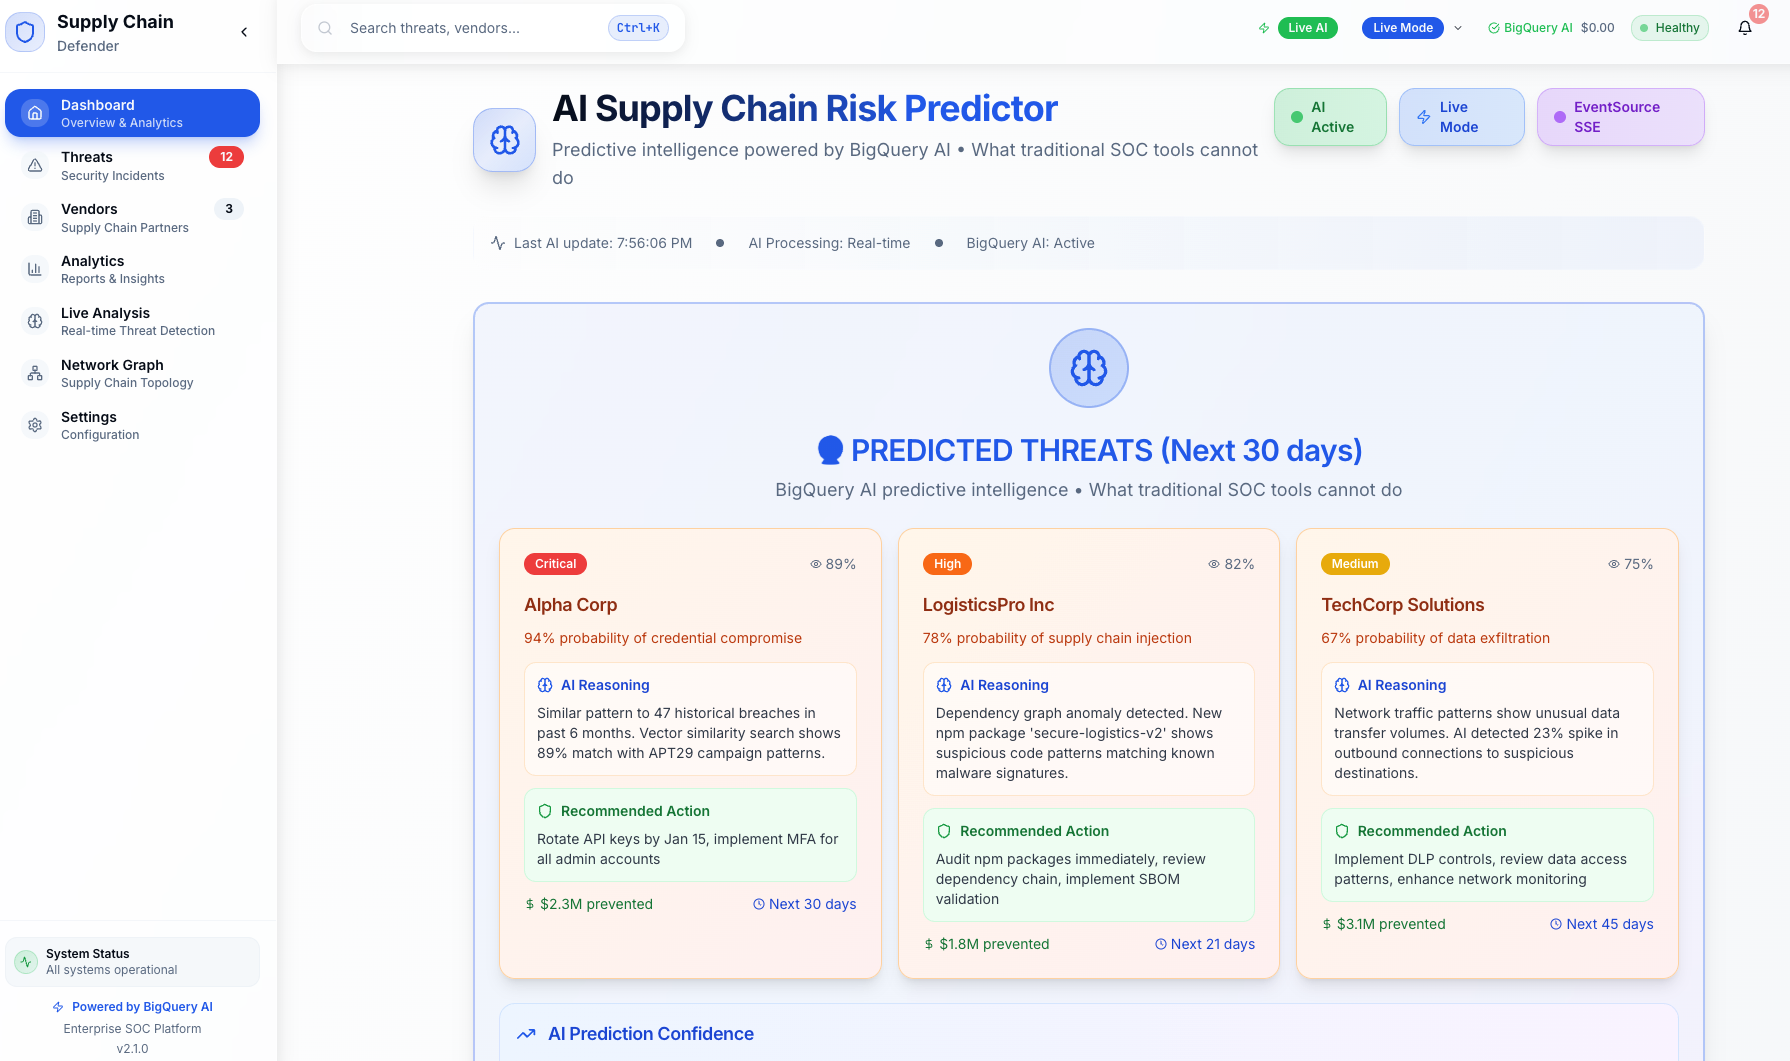 Supply Chain
Defender
Dashboard
Overview & Analytics
Threats
12
Security Incidents
Vendors
3
Supply Chain Partners
Analytics
Reports & Insights
Live Analysis
Real-time Threat Detection
Network Graph
Supply Chain Topology
Settings
Configuration
System Status
All systems operational
Powered by BigQuery AI
Enterprise SOC Platform
v2.1.0
Search threats, vendors...
Ctrl+K
Live AI
Live Mode
BigQuery AI $0.00
Healthy
12
AI Supply Chain Risk Predictor
Predictive intelligence powered by BigQuery AI • What traditional SOC tools cannot
do
AI
Active
Live
Mode
EventSource
SSE
Last AI update: 7:56:06 PM
AI Processing: Real-time
BigQuery AI: Active
PREDICTED THREATS (Next 30 days)
BigQuery AI predictive intelligence • What traditional SOC tools cannot do
Critical
89%
Alpha Corp
94% probability of credential compromise
AI Reasoning
Similar pattern to 47 historical breaches in
past 6 months. Vector similarity search shows
89% match with APT29 campaign patterns.
Recommended Action
Rotate API keys by Jan 15, implement MFA for
all admin accounts
$2.3M prevented
Next 30 days
High
82%
LogisticsPro Inc
78% probability of supply chain injection
AI Reasoning
Dependency graph anomaly detected. New
npm package 'secure-logistics-v2' shows
suspicious code patterns matching known
malware signatures.
Recommended Action
Audit npm packages immediately, review
dependency chain, implement SBOM
validation
$1.8M prevented
Next 21 days
Medium
75%
TechCorp Solutions
67% probability of data exfiltration
AI Reasoning
Network traffic patterns show unusual data
transfer volumes. AI detected 23% spike in
outbound connections to suspicious
destinations.
Recommended Action
Implement DLP controls, review data access
patterns, enhance network monitoring
$3.1M prevented
Next 45 days
AI Prediction Confidence